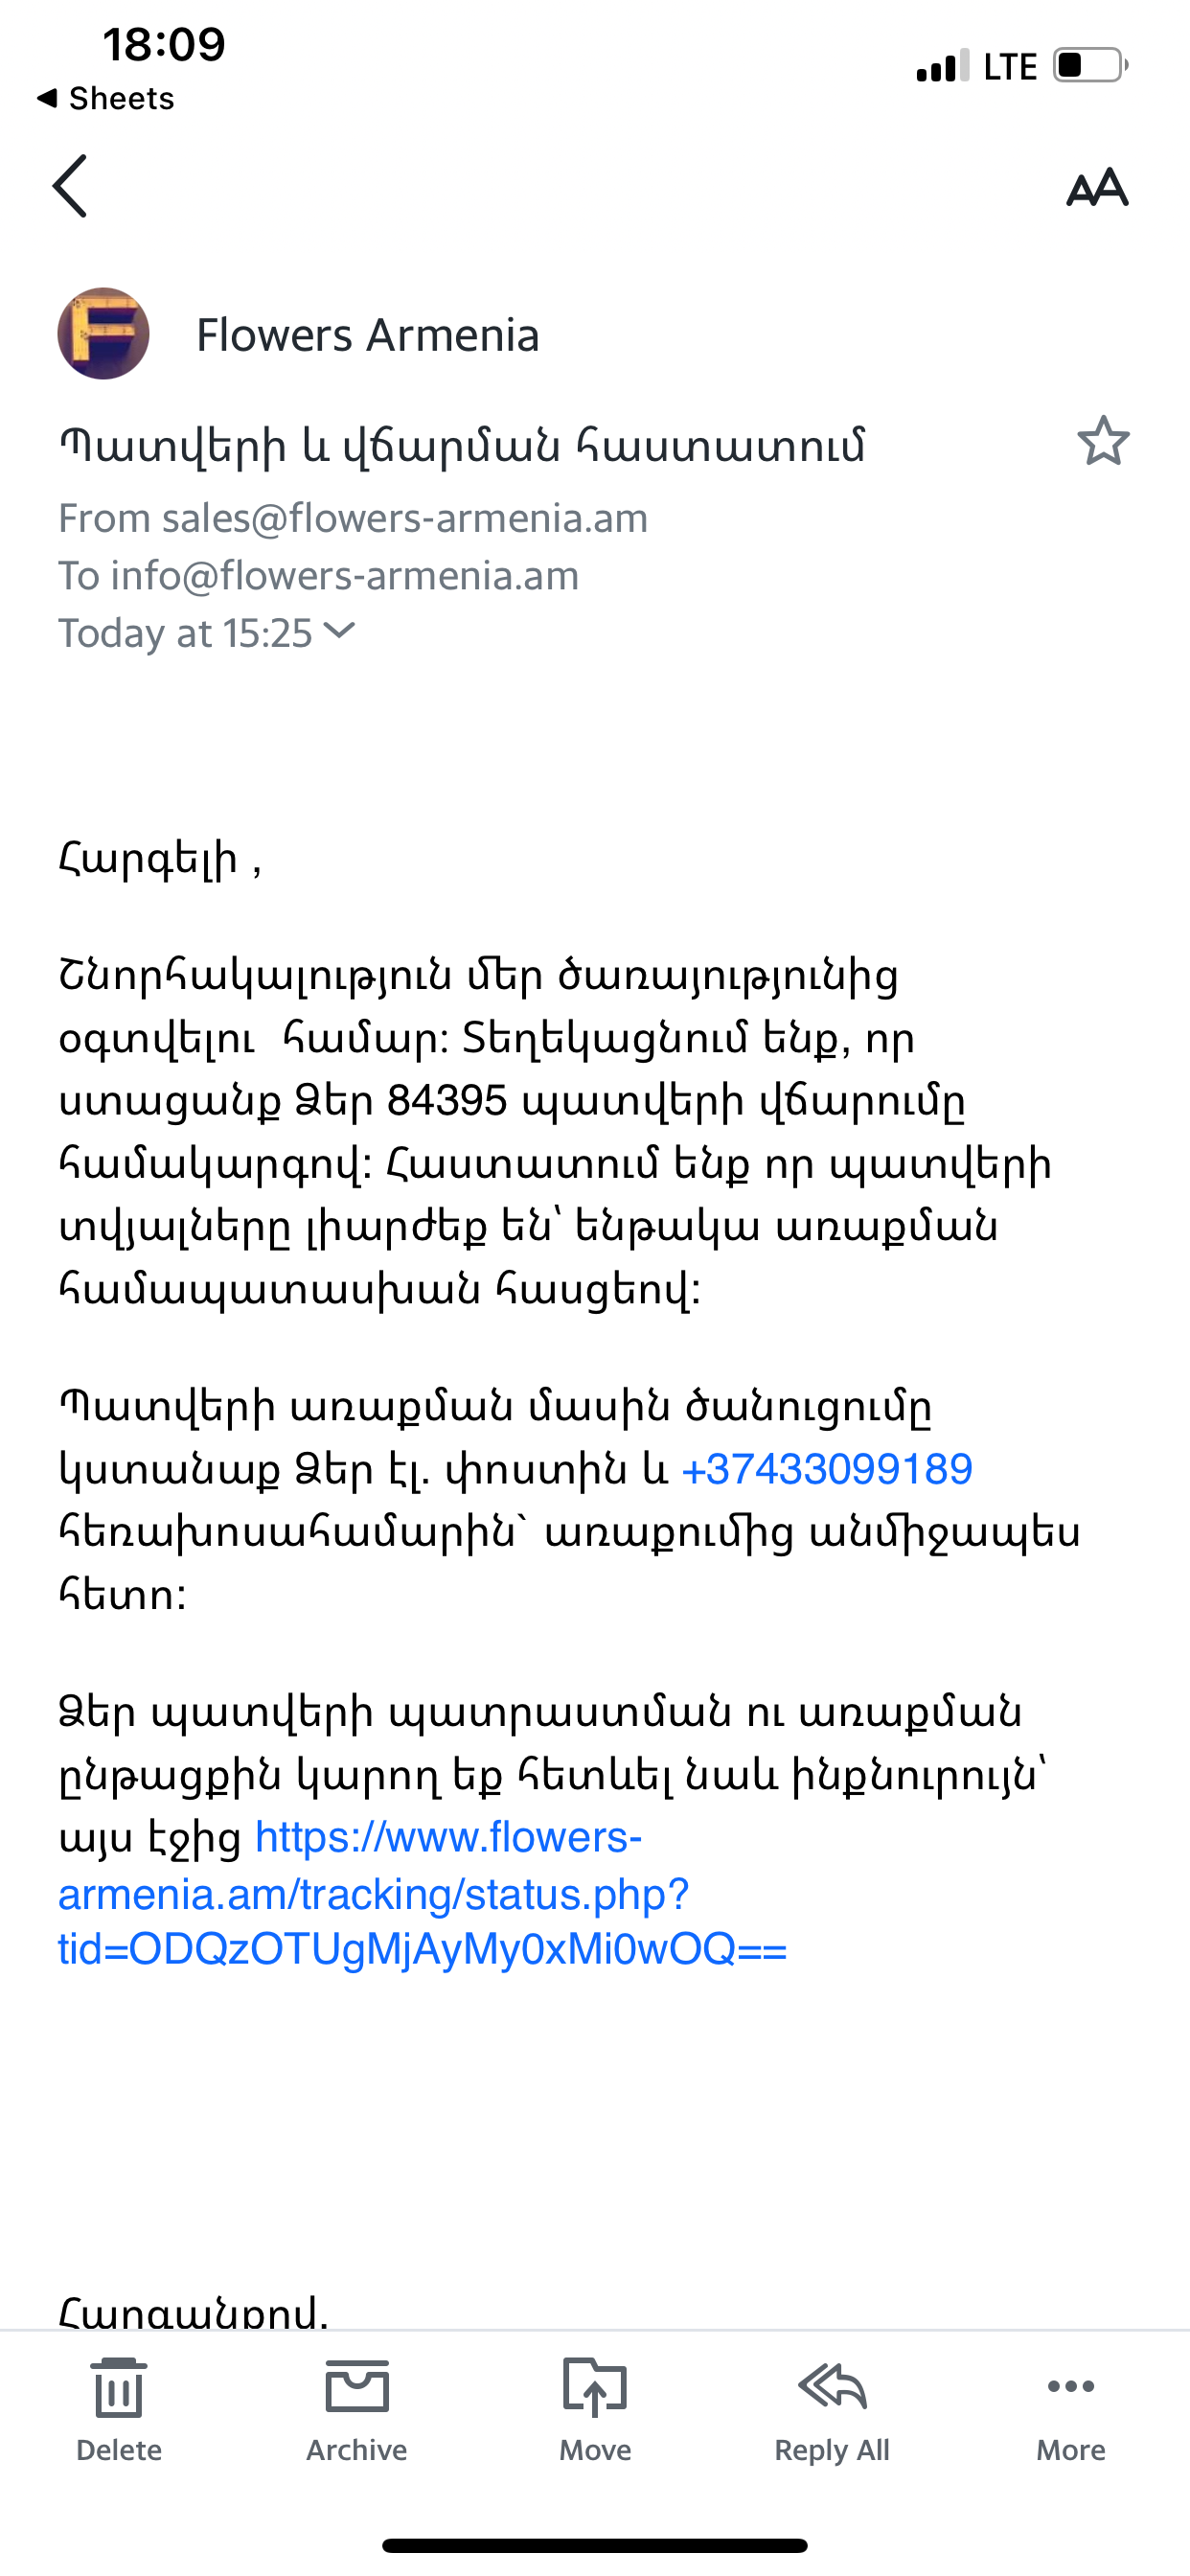 18:09
LTE
◀ Sheets
AA
F
Flowers Armenia
Պատվերի և վճարման հաստատում
From sales@flowers-armenia.am
To info@flowers-armenia.am
Today at 15:25
Հարգելի ,
Շնորհակալություն մեր ծառայությունից
օգտվելու  համար: Տեղեկացնում ենք, որ
ստացանք Ձեր 84395 պատվերի վճարումը
համակարգով: Հաստատում ենք որ պատվերի
տվյալները լիարժեք են՝ ենթակա առաքման
համապատասխան հասցեով:
Պատվերի առաքման մասին ծանուցումը
կստանաք Ձեր էլ. փոստին և +37433099189
հեռախոսահամարին` առաքումից անմիջապես
հետո:
Ձեր պատվերի պատրաստման ու առաքման
ընթացքին կարող եք հետևել նաև ինքնուրույն՝
այս էջից https://www.flowers-
armenia.am/tracking/status.php?
tid=ODQzOTUgMjAyMy0xMi0wOQ==
Հարգանքով,
Delete
Archive
Move
Reply All
More